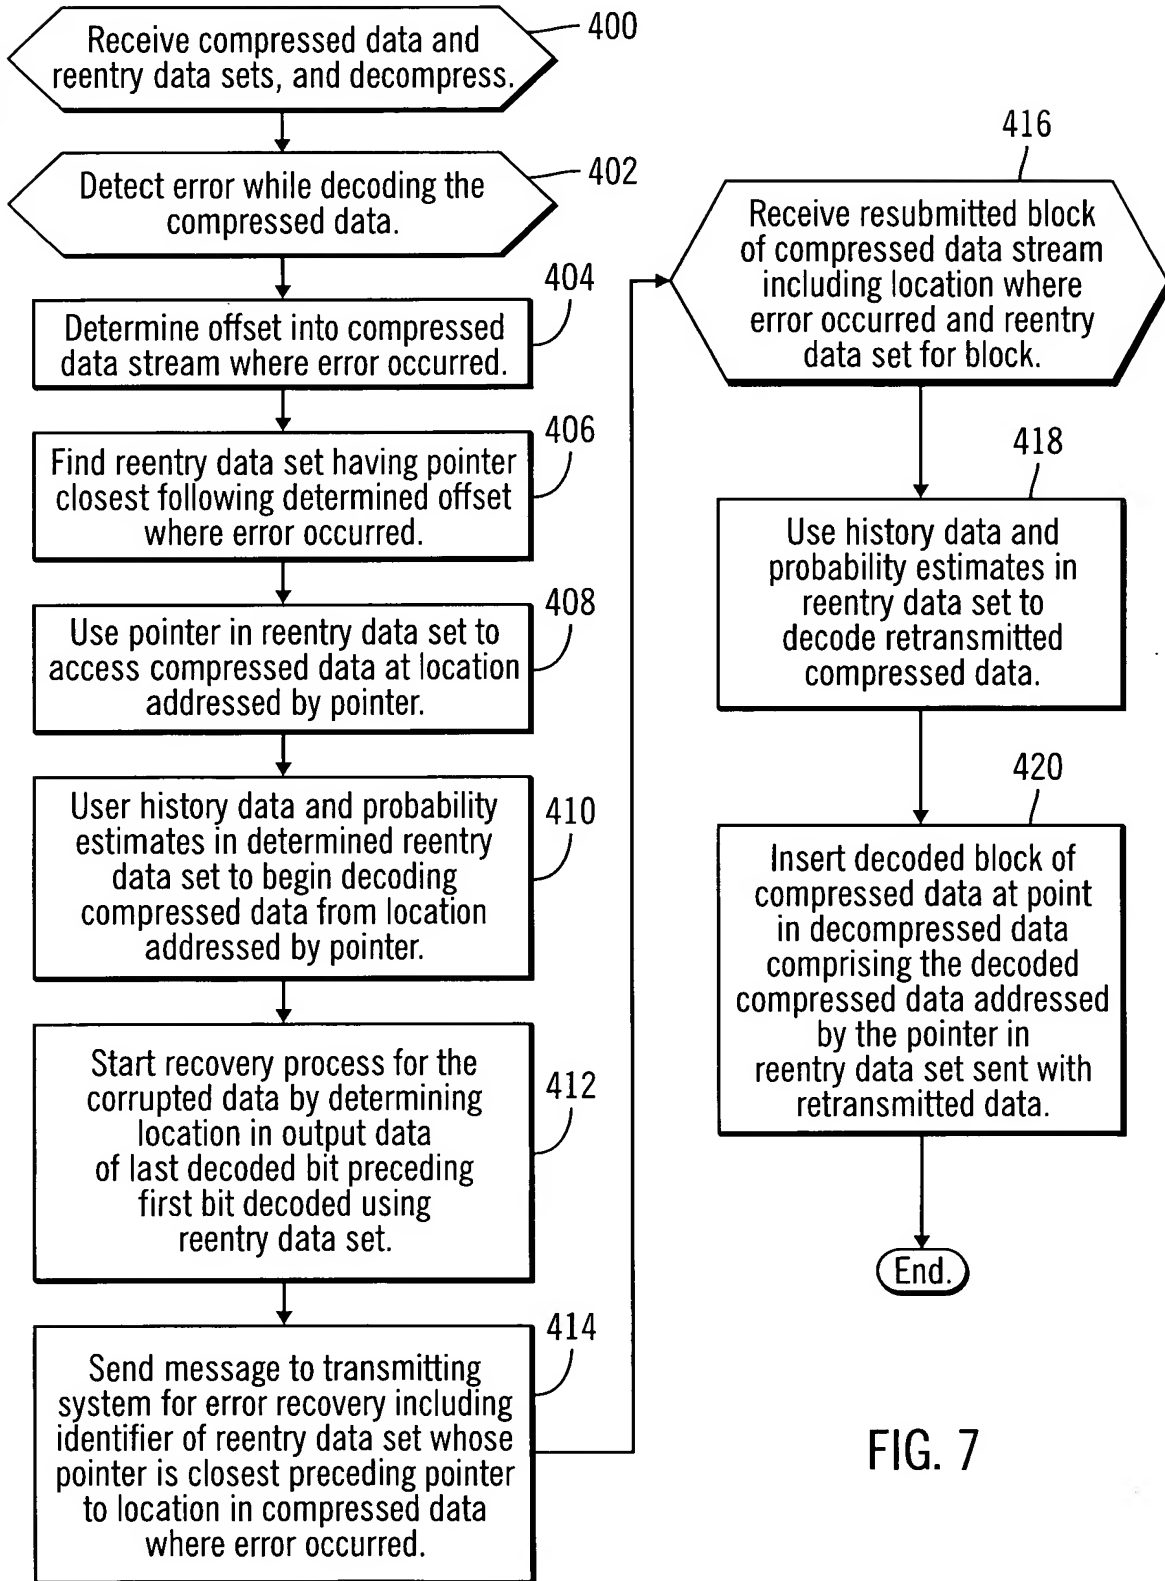 Receive compressed data and
reentry data sets, and decompress.
400
Detect error while decoding the
compressed data.
402
404
Determine offset into compressed
data stream where error occurred.
406
Find reentry data set having pointer
closest following determined offset
where error occurred.
408
Use pointer in reentry data set to
access compressed data at location
addressed by pointer.
410
User history data and probability
estimates in determined reentry
data set to begin decoding
compressed data from location
addressed by pointer.
412
Start recovery process for the
corrupted data by determining
location in output data
of last decoded bit preceding
first bit decoded using
reentry data set.
414
Send message to transmitting
system for error recovery including
identifier of reentry data set whose
pointer is closest preceding pointer
to location in compressed data
where error occurred.
416
Receive resubmitted block
of compressed data stream
including location where
error occurred and reentry
data set for block.
418
Use history data and
probability estimates in
reentry data set to
decode retransmitted
compressed data.
420
Insert decoded block of
compressed data at point
in decompressed data
comprising the decoded
compressed data addressed
by the pointer in
reentry data set sent with
retransmitted data.
End.
FIG. 7